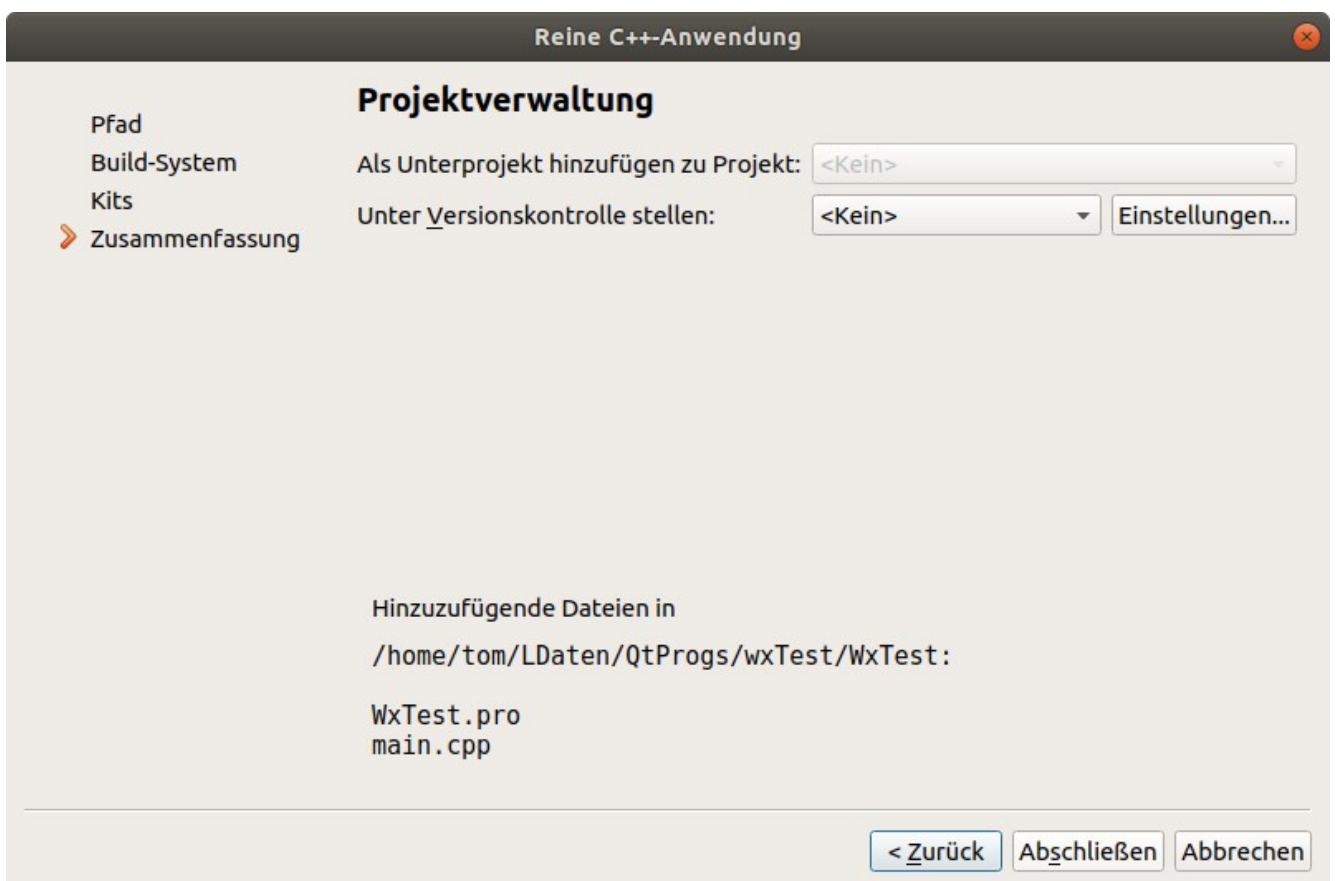 Reine C++-Anwendung
Pfad
Build-System
Kits
Zusammenfassung
Projektverwaltung
Als Unterprojekt hinzufügen zu Projekt: <Kein>
Unter Versionskontrolle stellen: <Kein> Einstellungen...
Hinzuzufügende Dateien in
/home/tom/LDaten/QtProgs/wxTest/WxTest:
WxTest.pro
main.cpp
< Zurück Abschließen Abbrechen